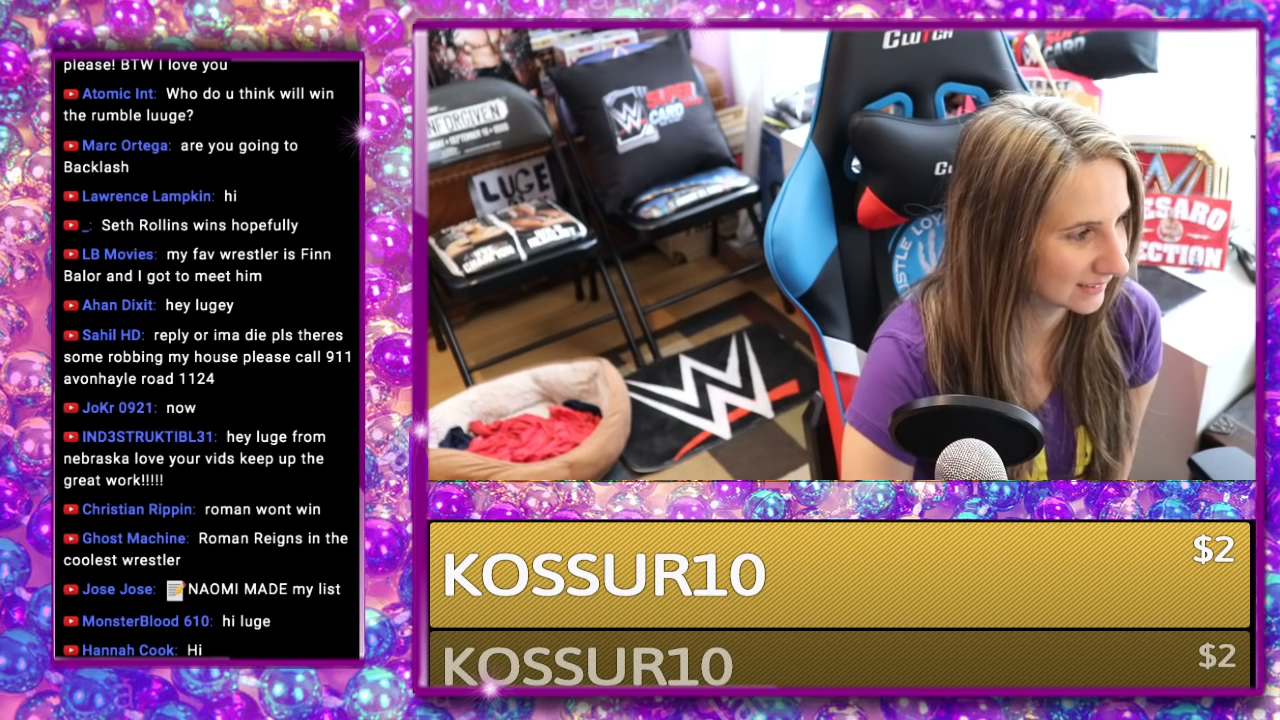 please! BTW I love you
Atomic Int: Who do u think will win
the rumble luuge?
Marc Ortega: are you going to
Backlash
Lawrence Lampkin: hi
_: Seth Rollins wins hopefully
LB Movies: my fav wrestler is Finn
Balor and I got to meet him
Ahan Dixit: hey lugey
Sahil HD: reply or ima die pls theres
some robbing my house please call 911
avonhayle road 1124
JoKr 0921: now
IND3STRUKTIBL31: hey luge from
nebraska love your vids keep up the
great work!!!!!
Christian Rippin: roman wont win
Ghost Machine: Roman Reigns in the
coolest wrestler
Jose Jose: 📝NAOMI MADE my list
MonsterBlood 610: hi luge
Hannah Cook: Hi
CLUTCH
SUPER
CARD
NFORGIVEN
LUGE
ESARO
ECTION
KOSSUR10
$2
KOSSUR10
$2